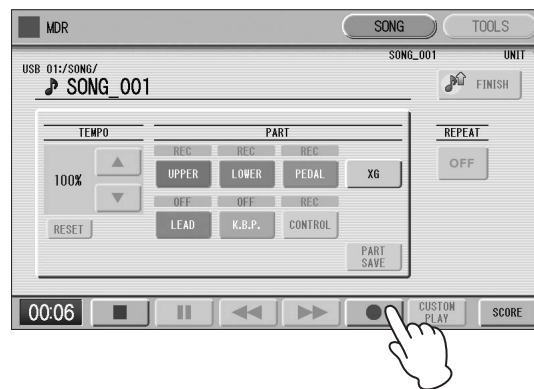 MDR SONG TOOLS
SONG_001 UNIT
USB 01:/SONG/
SONG_001 FINISH
TEMPO PART REPEAT
REC REC REC
100% UPPER LOWER PEDAL XG OFF
OFF OFF REC
RESET LEAD K.B.P. CONTROL
PART
SAVE
00:06 CUSTOM
PLAY SCORE